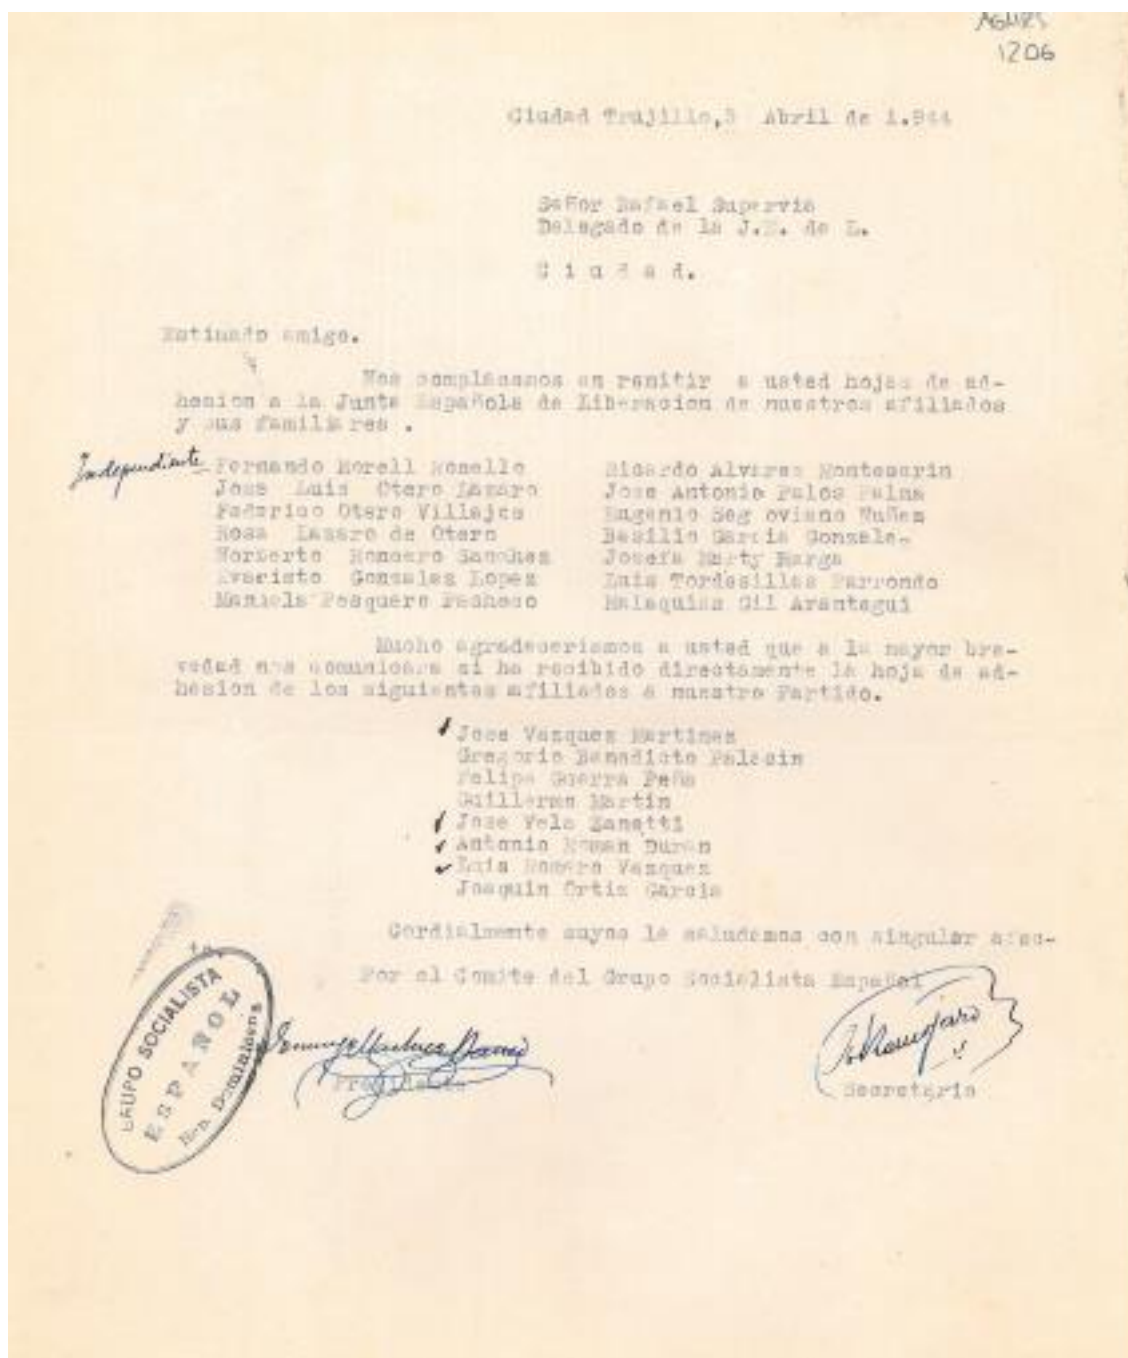 1206
Ciudad Trujillo,3 Abril de 1.944
Señor Rafael Supervia
Delegado de la J.E. de L.
C i u d a d.
Estimado amigo.
Nos complacemos en remitir a usted hojas de ad-
hesion a la Junta Española de Liberacion de nuestros afiliados
y sus familiares .
Independiente Fernando Morell Ricardo Alvarez
Jose Luis Otero Lazaro Jose Antonio Palos Palma
Federico Otero Villajos Eugenio Seg oviano Nuñez
Rosa Lazaro de Otero Basilio Garcia Gonzalez
Norberto Romero Sanchez Josefa Marty Barga
Evaristo Gonzalez Lopez Luis Tordesillas Parrondo
Manuela Pesquero Pacheco Malaquias Gil Arantegui
Mucho agradeceriamos a usted que a la mayor bre-
vedad nos comunicara si ha recibido directamente la hoja de ad-
hesion de los siguientes afiliados a nuestro Partido.
Jose Vazquez Martinez
Gregorio Benedicto Palacin
Felipe Guerra Peña
Guillermo Martin
Jose Vela Zanetti
Antonio Roman Duran
Luis Romero Vazquez
Joaquin Ortiz Garcia
Cordialmente suyos le saludamos con singular afec-
to.
Por el Comite del Grupo Socialista Español
GRUPO SOCIALISTA
ESPAÑOL
Rep. Dominicana
Presidente
Secretario